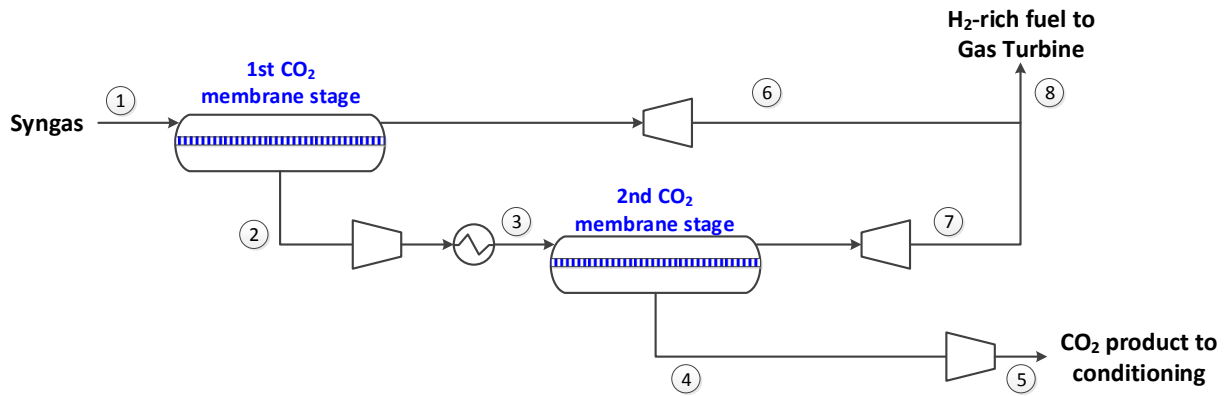 H₂-rich fuel to
Gas Turbine
1st CO₂
membrane stage
1
6
8
Syngas
2nd CO₂
membrane stage
2
3
7
CO₂ product to
conditioning
4
5